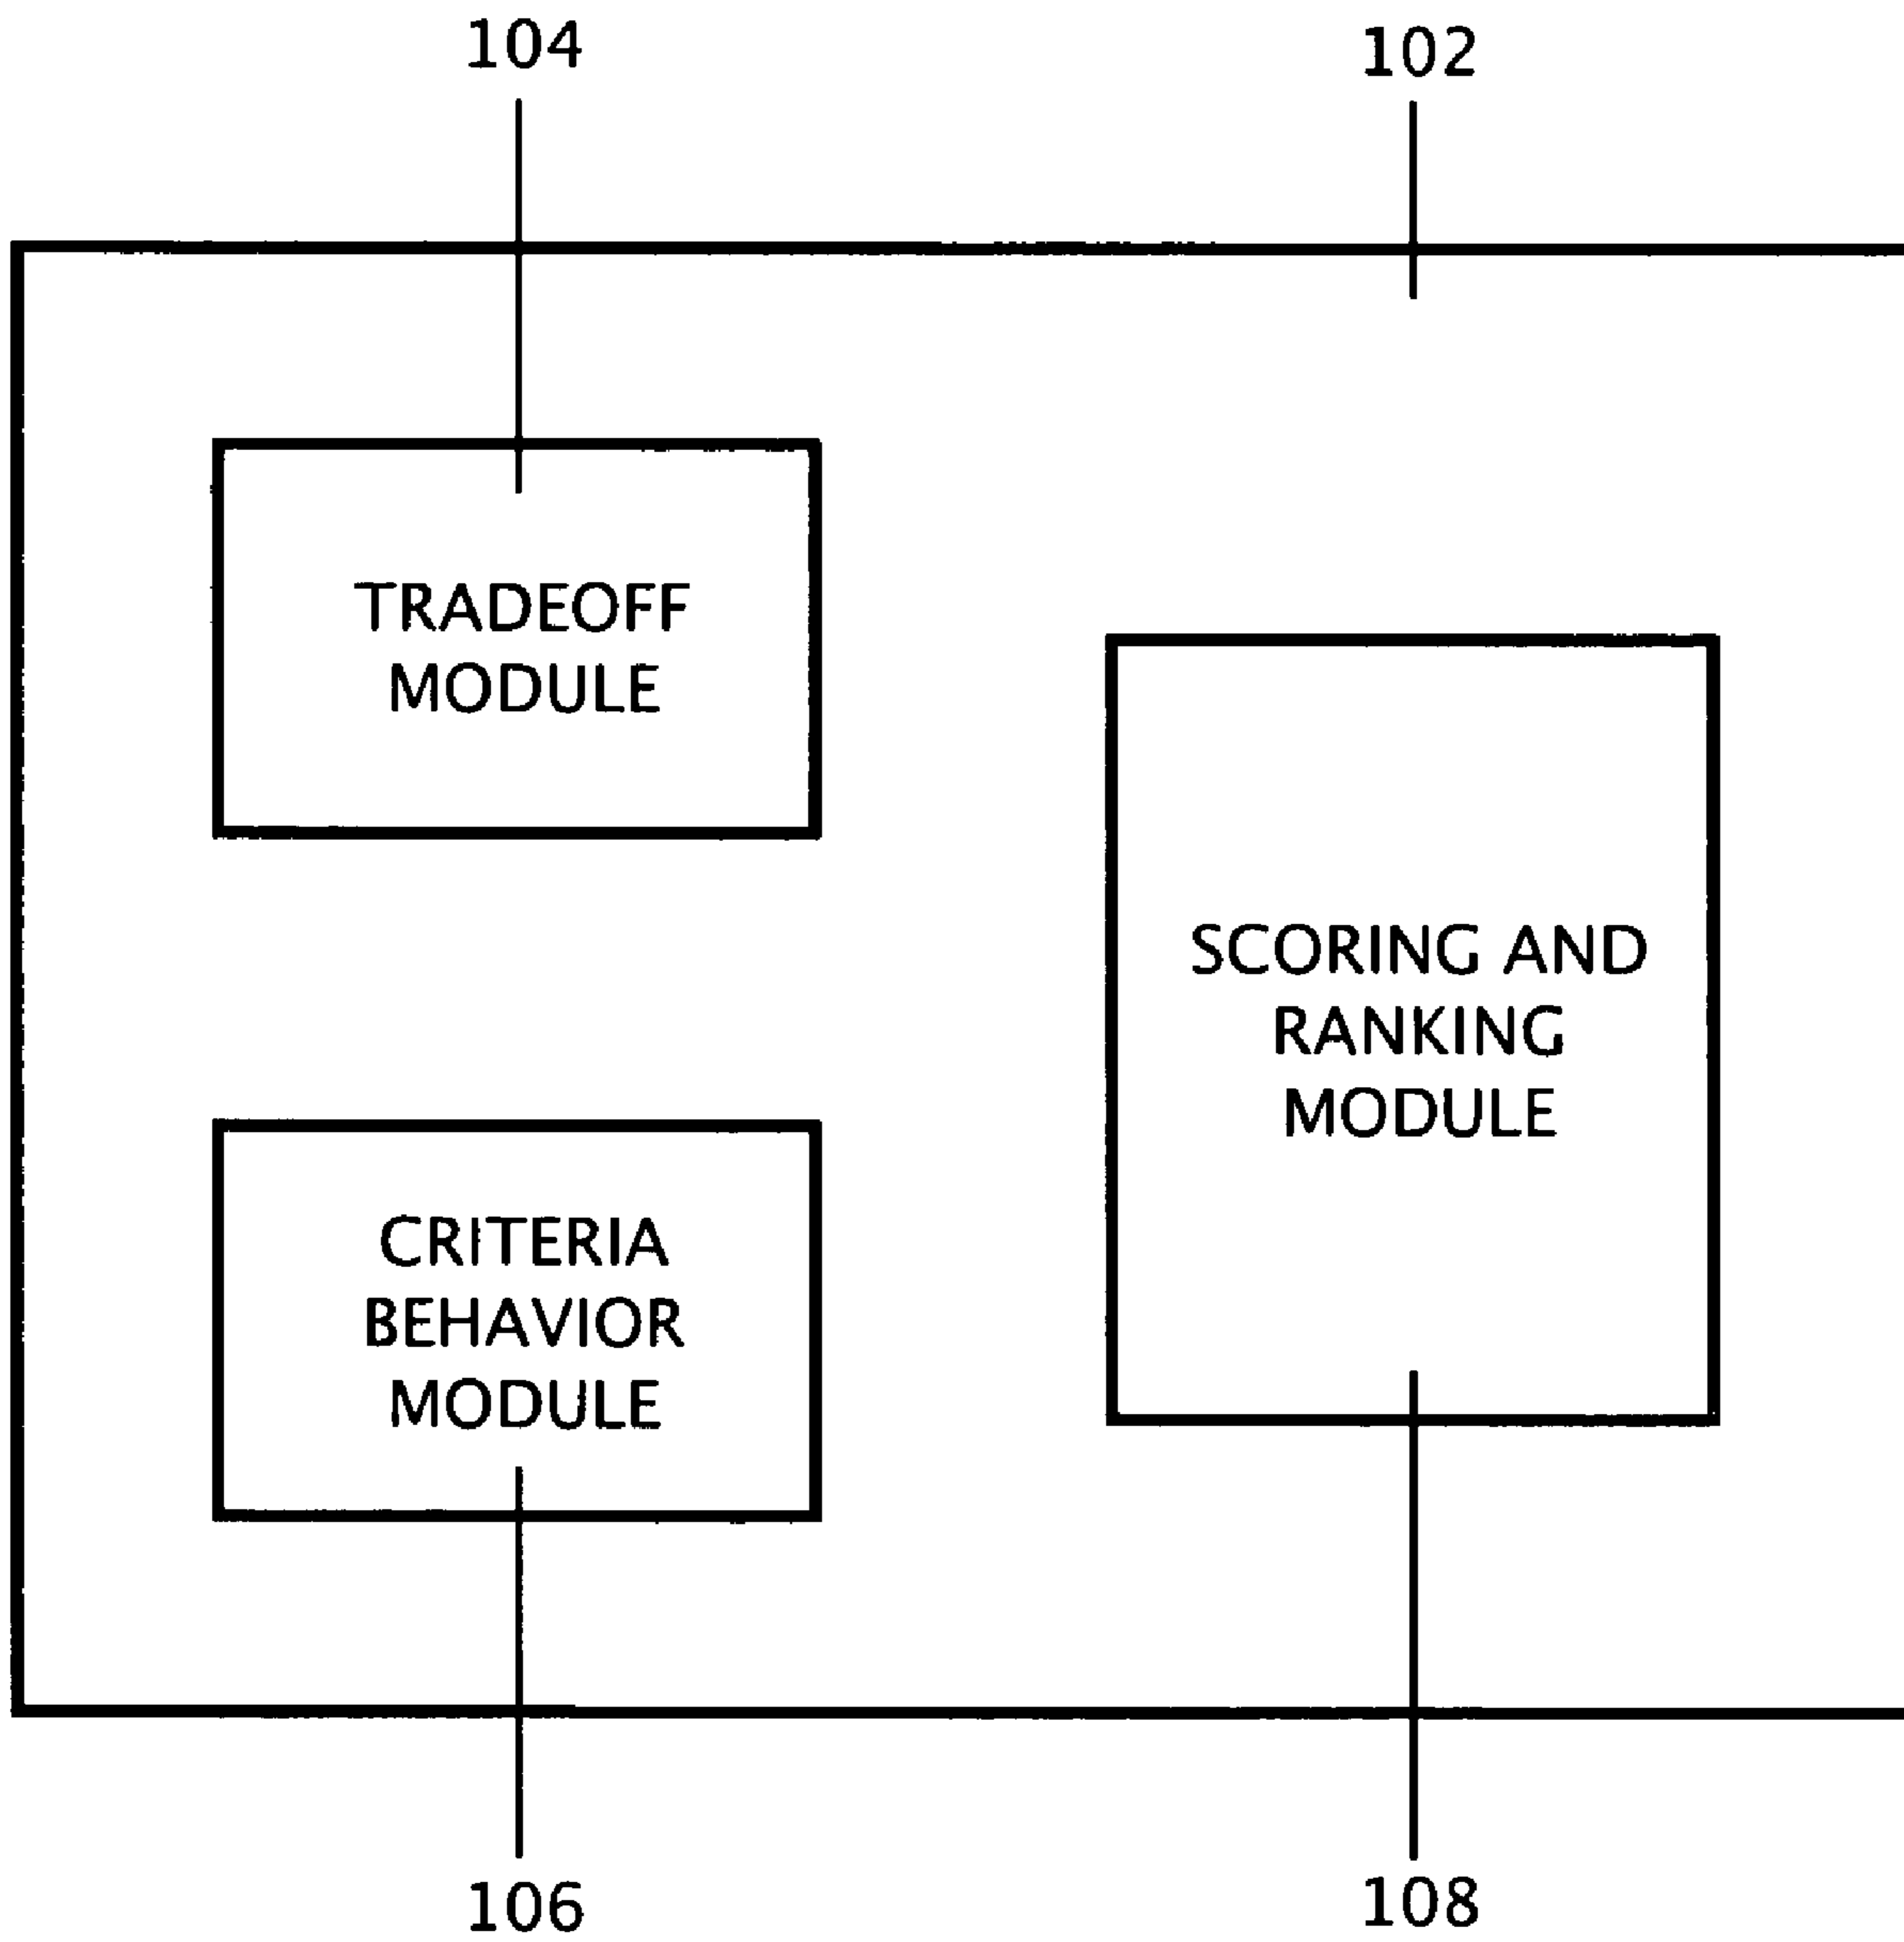 104
102
TRADEOFF
MODULE
SCORING AND
RANKING
MODULE
CRITERIA
BEHAVIOR
MODULE
106
108